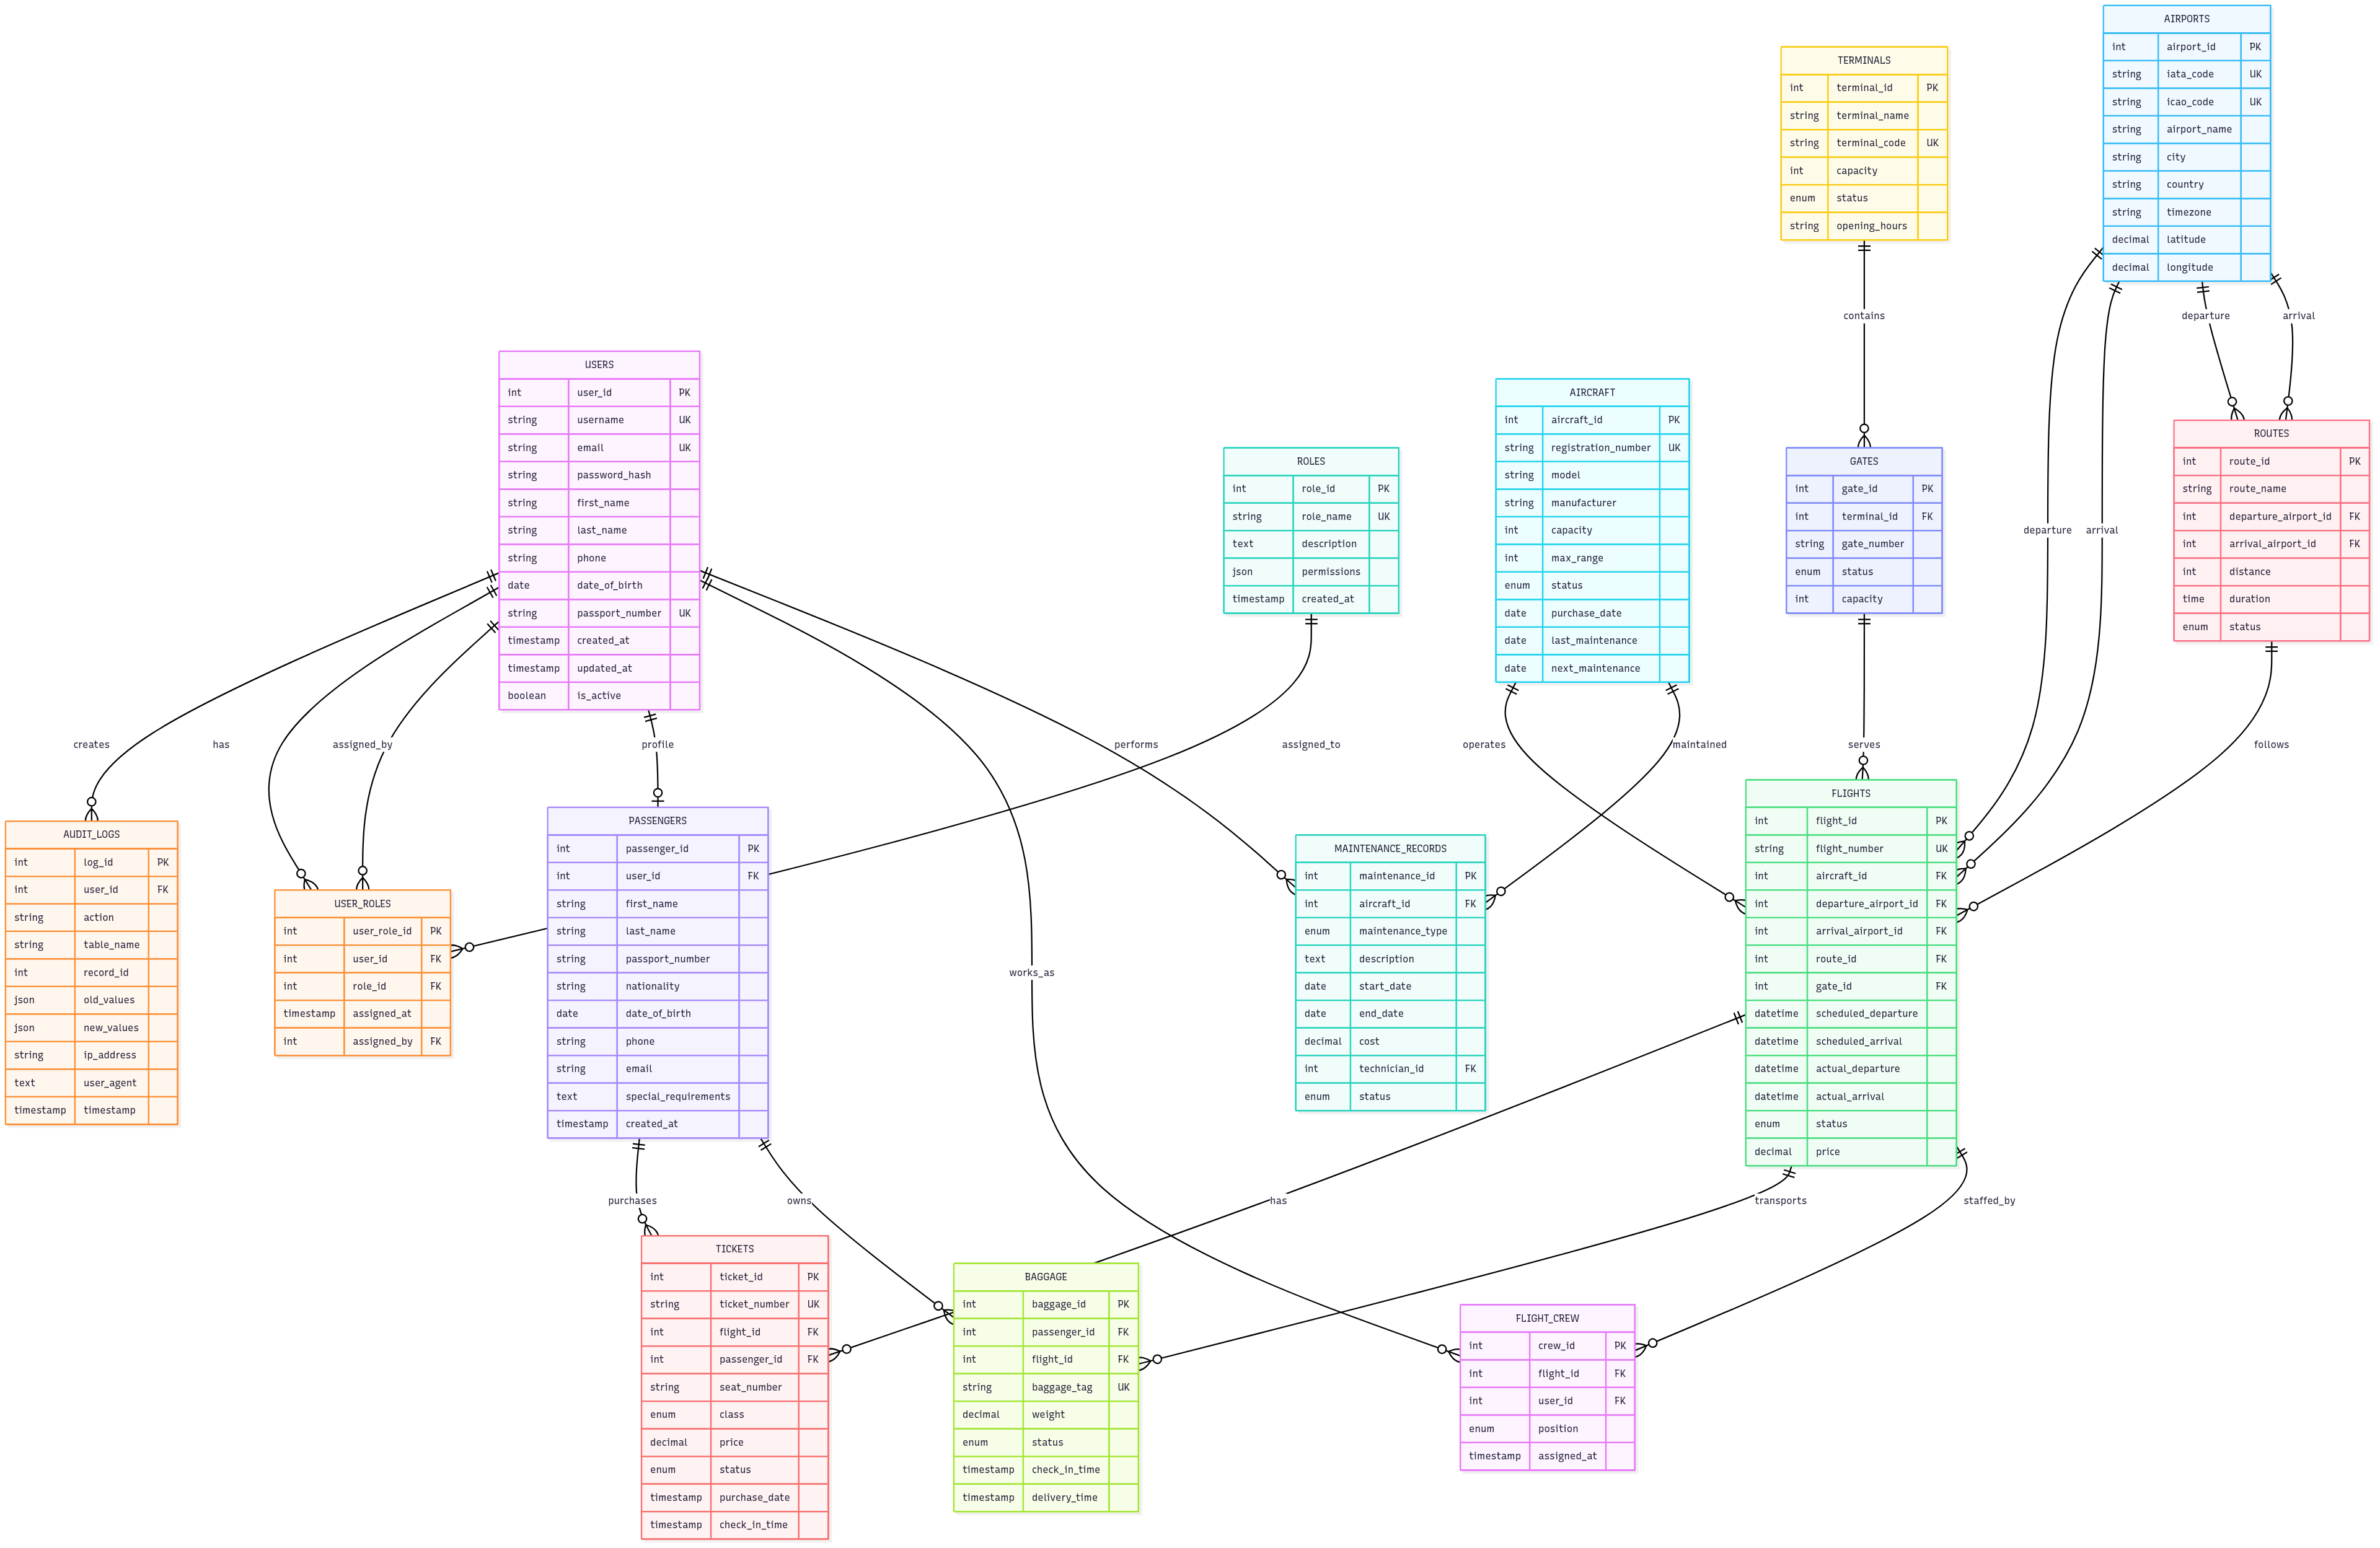 AIRPORTS
int airport_id PK
string iata_code UK
string icao_code UK
string airport_name
string city
string country
string timezone
decimal latitude
decimal longitude
TERMINALS
int terminal_id PK
string terminal_name
string terminal_code UK
int capacity
enum status
string opening_hours
contains
departure
arrival
USERS
int user_id PK
string username UK
string email UK
string password_hash
string first_name
string last_name
string phone
date date_of_birth
string passport_number UK
timestamp created_at
timestamp updated_at
boolean is_active
ROLES
int role_id PK
string role_name UK
text description
json permissions
timestamp created_at
AIRCRAFT
int aircraft_id PK
string registration_number UK
string model
string manufacturer
int capacity
int max_range
enum status
date purchase_date
date last_maintenance
date next_maintenance
GATES
int gate_id PK
int terminal_id FK
string gate_number
enum status
int capacity
departure
arrival
ROUTES
int route_id PK
string route_name
int departure_airport_id FK
int arrival_airport_id FK
int distance
time duration
enum status
creates
has
assigned_by
profile
performs
assigned_to
operates
maintained
serves
follows
AUDIT_LOGS
int log_id PK
int user_id FK
string action
string table_name
int record_id
json old_values
json new_values
string ip_address
text user_agent
timestamp timestamp
USER_ROLES
int user_role_id PK
int user_id FK
int role_id FK
timestamp assigned_at
int assigned_by FK
PASSENGERS
int passenger_id PK
int user_id FK
string first_name
string last_name
string passport_number
string nationality
date date_of_birth
string phone
string email
text special_requirements
timestamp created_at
works_as
MAINTENANCE_RECORDS
int maintenance_id PK
int aircraft_id FK
enum maintenance_type
text description
date start_date
date end_date
decimal cost
int technician_id FK
enum status
FLIGHTS
int flight_id PK
string flight_number UK
int aircraft_id FK
int departure_airport_id FK
int arrival_airport_id FK
int route_id FK
int gate_id FK
datetime scheduled_departure
datetime scheduled_arrival
datetime actual_departure
datetime actual_arrival
enum status
decimal price
purchases
owns
has
transports
staffed_by
TICKETS
int ticket_id PK
string ticket_number UK
int flight_id FK
int passenger_id FK
string seat_number
enum class
decimal price
enum status
timestamp purchase_date
timestamp check_in_time
BAGGAGE
int baggage_id PK
int passenger_id FK
int flight_id FK
string baggage_tag UK
decimal weight
enum status
timestamp check_in_time
timestamp delivery_time
FLIGHT_CREW
int crew_id PK
int flight_id FK
int user_id FK
enum position
timestamp assigned_at